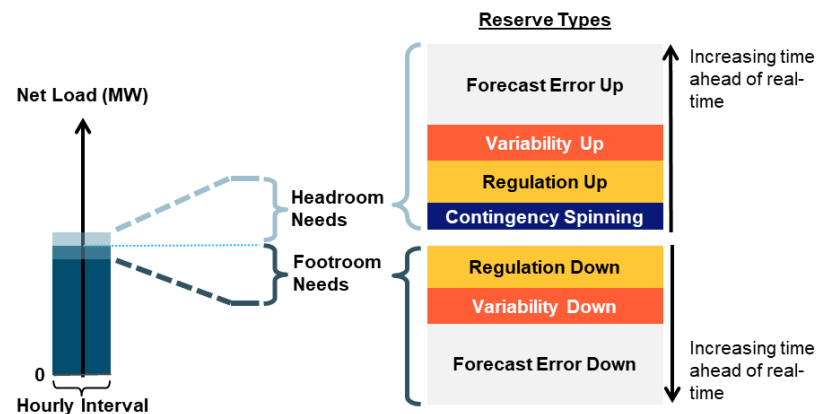 Reserve Types
Net Load (MW)
0
Hourly Interval
Headroom
Needs
Footroom
Needs
Forecast Error Up
Variability Up
Regulation Up
Contingency Spinning
Regulation Down
Variability Down
Forecast Error Down
Increasing time
ahead of real-
time
Increasing time
ahead of real-
time